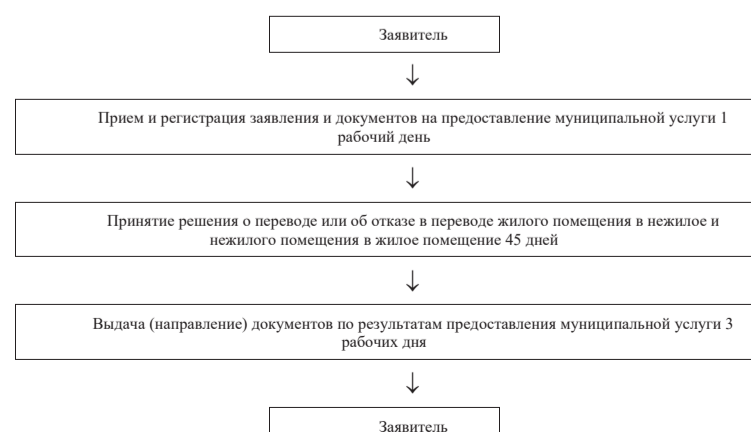 Заявитель
↓
Прием и регистрация заявления и документов на предоставление муниципальной услуги 1
рабочий день
↓
Принятие решения о переводе или об отказе в переводе жилого помещения в нежилое и
нежилого помещения в жилое помещение 45 дней
↓
Выдача (направление) документов по результатам предоставления муниципальной услуги 3
рабочих дня
↓
Заявитель